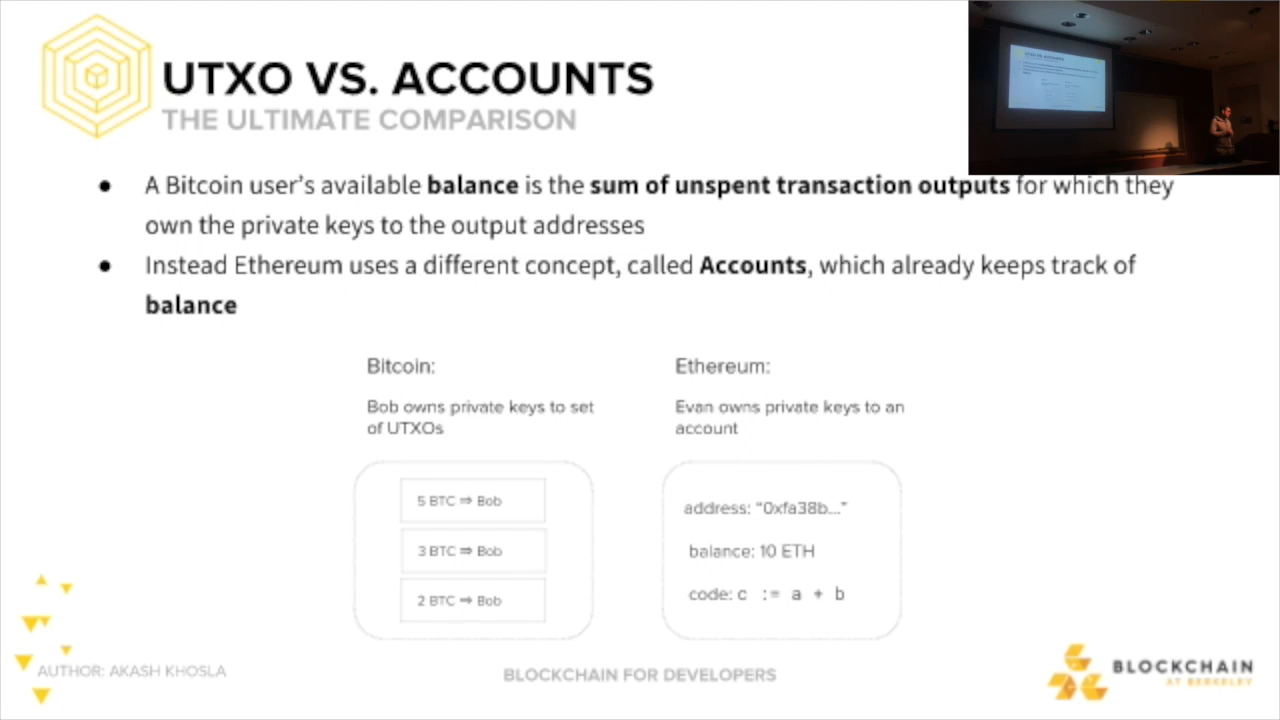 UTXO VS. ACCOUNTS
THE ULTIMATE COMPARISON
● A Bitcoin user's available balance is the sum of unspent transaction outputs for which they
own the private keys to the output addresses
● Instead Ethereum uses a different concept, called Accounts, which already keeps track of
balance
Bitcoin:
Bob owns private keys to set
of UTXOs
5 BTC ⇒ Bob
3 BTC ⇒ Bob
2 BTC ⇒ Bob
Ethereum:
Evan owns private keys to an
account
address: "0xfa38b..."
balance: 10 ETH
code: c := a + b
AUTHOR: AKASH KHOSLA
BLOCKCHAIN FOR DEVELOPERS
BLOCKCHAIN
AT BERKELEY